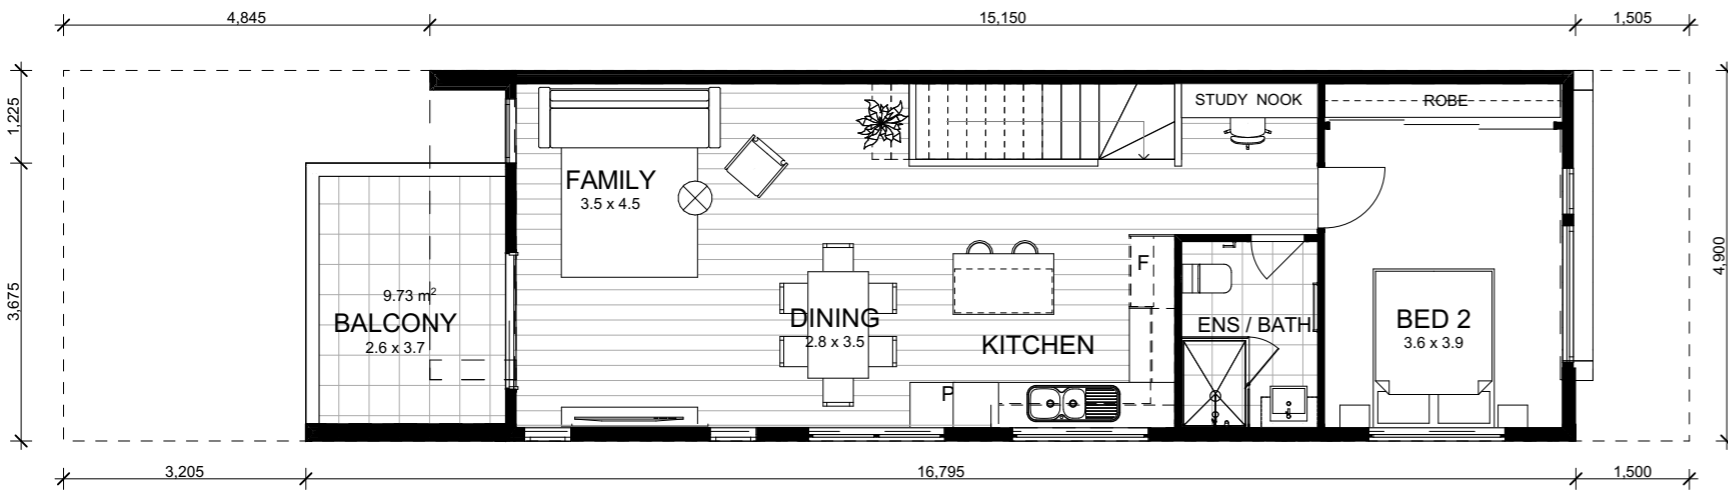 4,845
15,150
1,505
1,225
3,675
4,900
STUDY NOOK
ROBE
FAMILY
3.5 x 4.5
F
9.73 m²
BALCONY
2.6 x 3.7
DINING
2.8 x 3.5
KITCHEN
ENS / BATH
BED 2
3.6 x 3.9
P
3,205
16,795
1,500